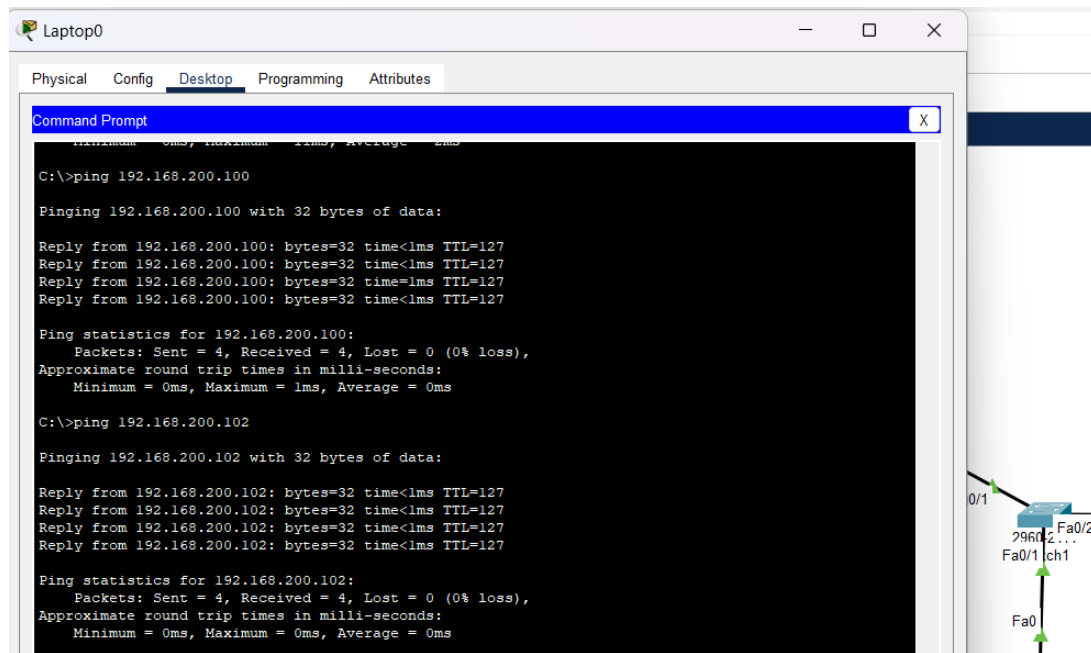 Laptop0
Physical Config Desktop Programming Attributes
Command Prompt
X
Minimum = 0ms, Maximum = 11ms, Average = 2ms
C:\>ping 192.168.200.100
Pinging 192.168.200.100 with 32 bytes of data:
Reply from 192.168.200.100: bytes=32 time<1ms TTL=127
Reply from 192.168.200.100: bytes=32 time<1ms TTL=127
Reply from 192.168.200.100: bytes=32 time=1ms TTL=127
Reply from 192.168.200.100: bytes=32 time<1ms TTL=127
Ping statistics for 192.168.200.100:
Packets: Sent = 4, Received = 4, Lost = 0 (0% loss),
Approximate round trip times in milli-seconds:
Minimum = 0ms, Maximum = 1ms, Average = 0ms
C:\>ping 192.168.200.102
Pinging 192.168.200.102 with 32 bytes of data:
Reply from 192.168.200.102: bytes=32 time<1ms TTL=127
Reply from 192.168.200.102: bytes=32 time<1ms TTL=127
Reply from 192.168.200.102: bytes=32 time<1ms TTL=127
Reply from 192.168.200.102: bytes=32 time<1ms TTL=127
Ping statistics for 192.168.200.102:
Packets: Sent = 4, Received = 4, Lost = 0 (0% loss),
Approximate round trip times in milli-seconds:
Minimum = 0ms, Maximum = 0ms, Average = 0ms
0/1
Fa0/2
Fa0/1
Fa0